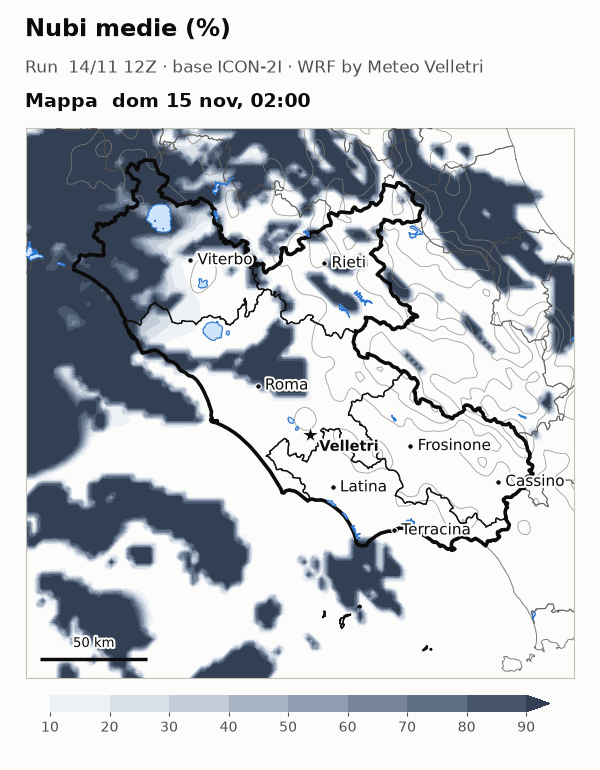 Nubi medie (%)
Run  14/11 12Z · base ICON-2I · WRF by Meteo Velletri
Mappa  dom 15 nov, 02:00
Viterbo
Rieti
Roma
Velletri
Frosinone
Cassino
Latina
Terracina
50 km
10 20 30 40 50 60 70 80 90